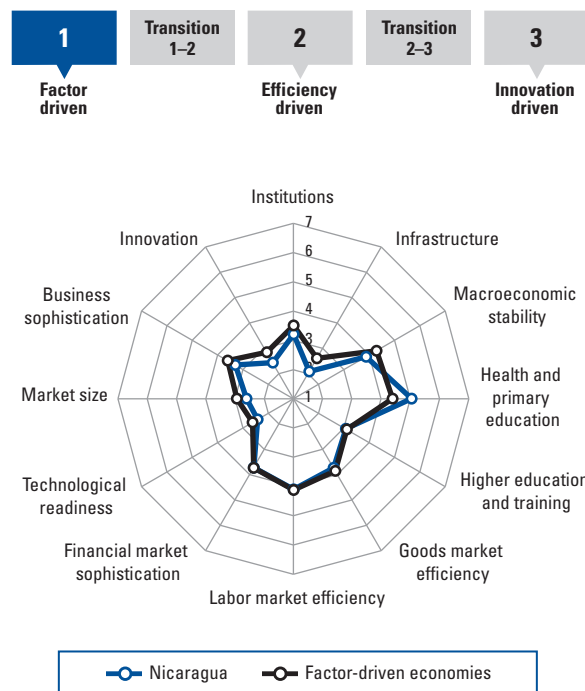 1
Transition
1–2
2
Transition
2–3
3
Factor
driven
Efficiency
driven
Innovation
driven
Institutions
7
Innovation
6
Infrastructure
5
Business
sophistication
4
Macroeconomic
stability
3
2
Market size
1
Health and
primary
education
Technological
readiness
Higher education
and training
Financial market
sophistication
Goods market
efficiency
Labor market efficiency
Nicaragua
Factor-driven economies